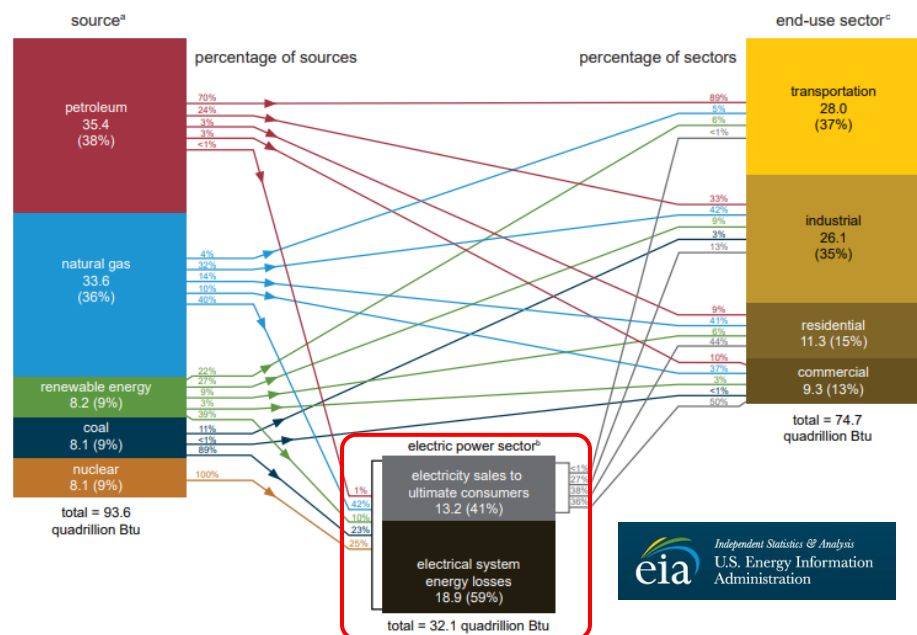 sourceᵃ
end-use sectorᶜ
percentage of sources
percentage of sectors
petroleum
35.4
(38%)
70%
24%
3%
3%
<1%
natural gas
33.6
(36%)
4%
32%
14%
10%
40%
renewable energy
8.2 (9%)
22%
27%
9%
3%
39%
coal
8.1 (9%)
11%
<1%
89%
nuclear
8.1 (9%)
100%
total = 93.6
quadrillion Btu
electric power sectorᵇ
1%
42%
10%
23%
25%
electricity sales to
ultimate consumers
13.2 (41%)
electrical system
energy losses
18.9 (59%)
<1%
27%
38%
36%
total = 32.1 quadrillion Btu
89%
5%
6%
<1%
transportation
28.0
(37%)
33%
42%
9%
3%
13%
industrial
26.1
(35%)
9%
41%
6%
44%
residential
11.3 (15%)
10%
37%
3%
<1%
50%
commercial
9.3 (13%)
total = 74.7
quadrillion Btu
eia
Independent Statistics & Analysis
U.S. Energy Information
Administration